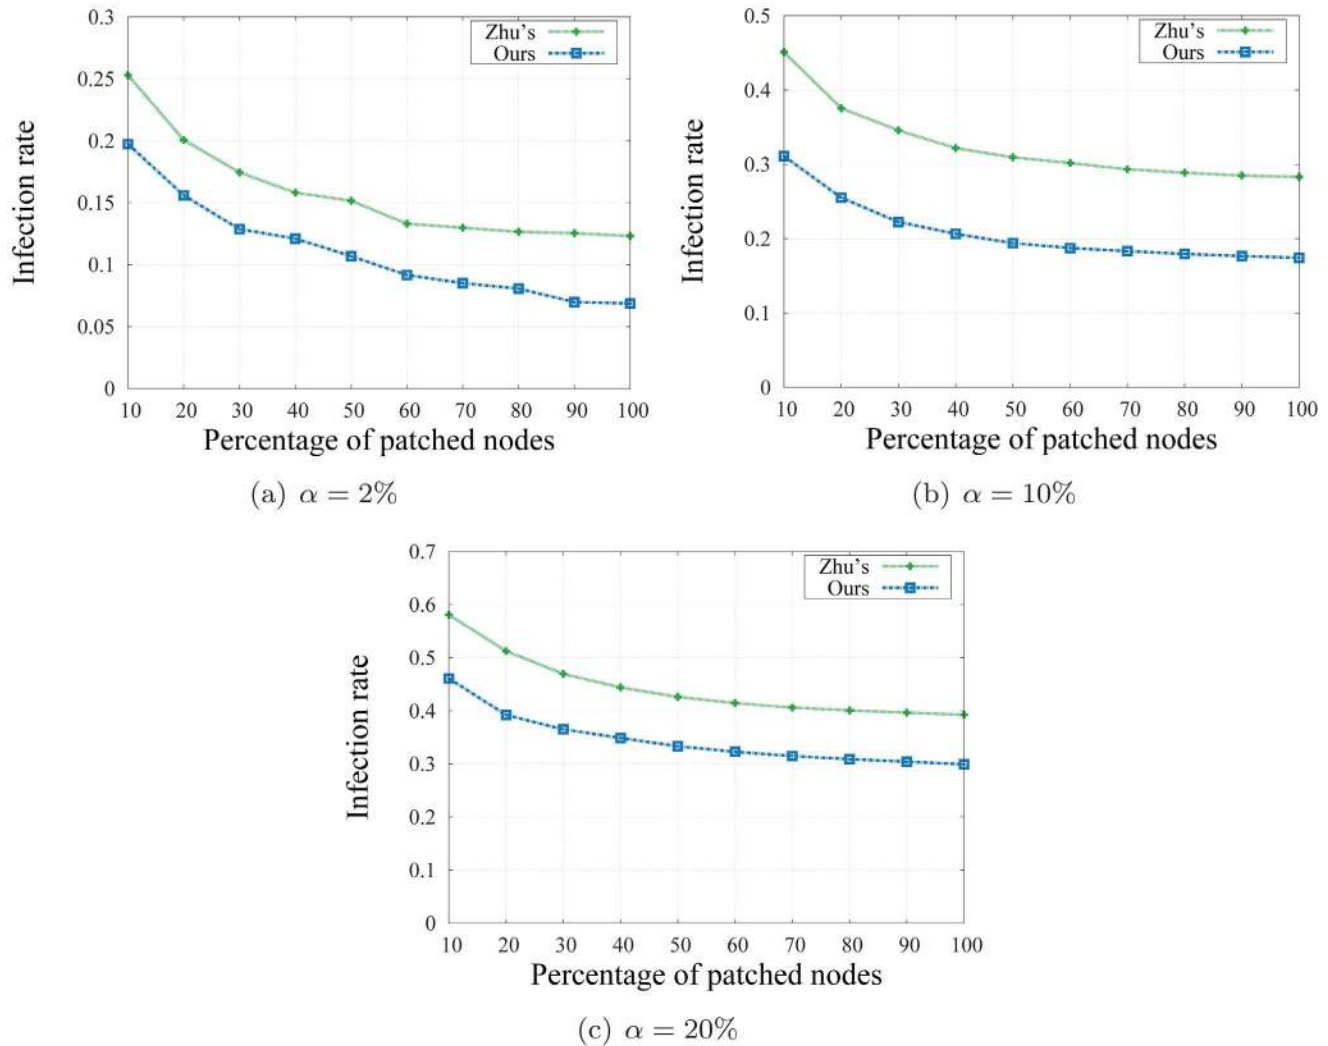 0.3
0.25
0.2
0.15
0.1
0.05
0
Infection rate
Zhu's
Ours
10 20 30 40 50 60 70 80 90 100
Percentage of patched nodes
(a) α = 2%
0.5
0.4
0.3
0.2
0.1
0
Infection rate
Zhu's
Ours
10 20 30 40 50 60 70 80 90 100
Percentage of patched nodes
(b) α = 10%
0.7
0.6
0.5
0.4
0.3
0.2
0.1
0
Infection rate
Zhu's
Ours
10 20 30 40 50 60 70 80 90 100
Percentage of patched nodes
(c) α = 20%